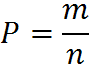 P = m/n